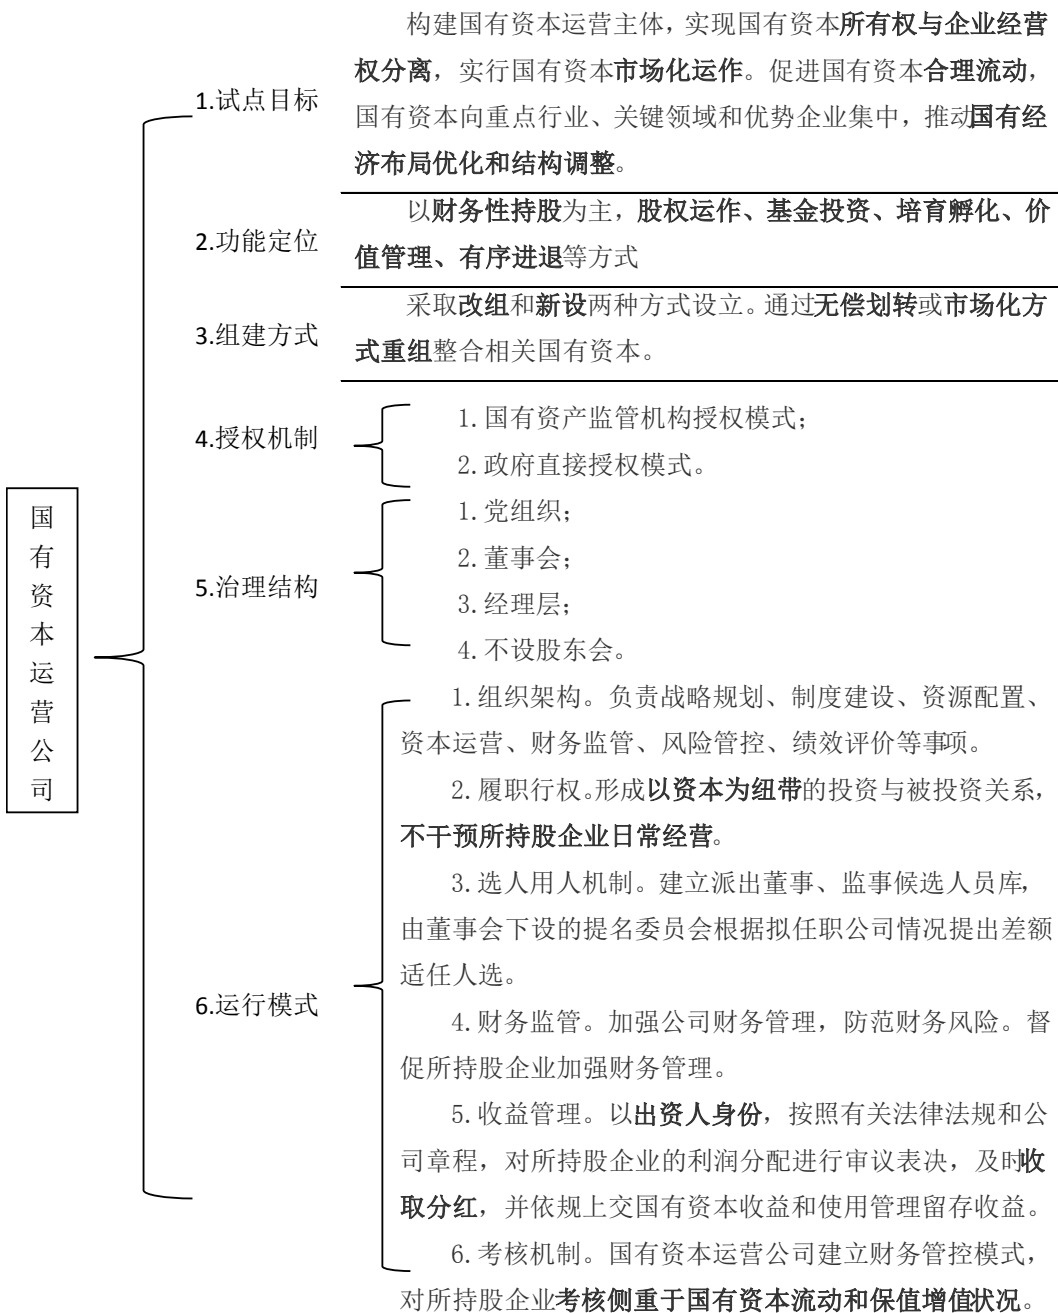 国有资本运营公司
1.试点目标
构建国有资本运营主体，实现国有资本所有权与企业经营
权分离，实行国有资本市场化运作。促进国有资本合理流动，
国有资本向重点行业、关键领域和优势企业集中，推动国有经
济布局优化和结构调整。
2.功能定位
以财务性持股为主，股权运作、基金投资、培育孵化、价
值管理、有序进退等方式
3.组建方式
采取改组和新设两种方式设立。通过无偿划转或市场化方
式重组整合相关国有资本。
4.授权机制
1.国有资产监管机构授权模式；
2.政府直接授权模式。
5.治理结构
1.党组织；
2.董事会；
3.经理层；
4.不设股东会。
6.运行模式
1.组织架构。负责战略规划、制度建设、资源配置、
资本运营、财务监管、风险管控、绩效评价等事项。
2.履职行权。形成以资本为纽带的投资与被投资关系，
不干预所持股企业日常经营。
3.选人用人机制。建立派出董事、监事候选人员库，
由董事会下设的提名委员会根据拟任职公司情况提出差额
适任人选。
4.财务监管。加强公司财务管理，防范财务风险。督
促所持股企业加强财务管理。
5.收益管理。以出资人身份，按照有关法律法规和公
司章程，对所持股企业的利润分配进行审议表决，及时收
取分红，并依规上交国有资本收益和使用管理留存收益。
6.考核机制。国有资本运营公司建立财务管控模式，
对所持股企业考核侧重于国有资本流动和保值增值状况。